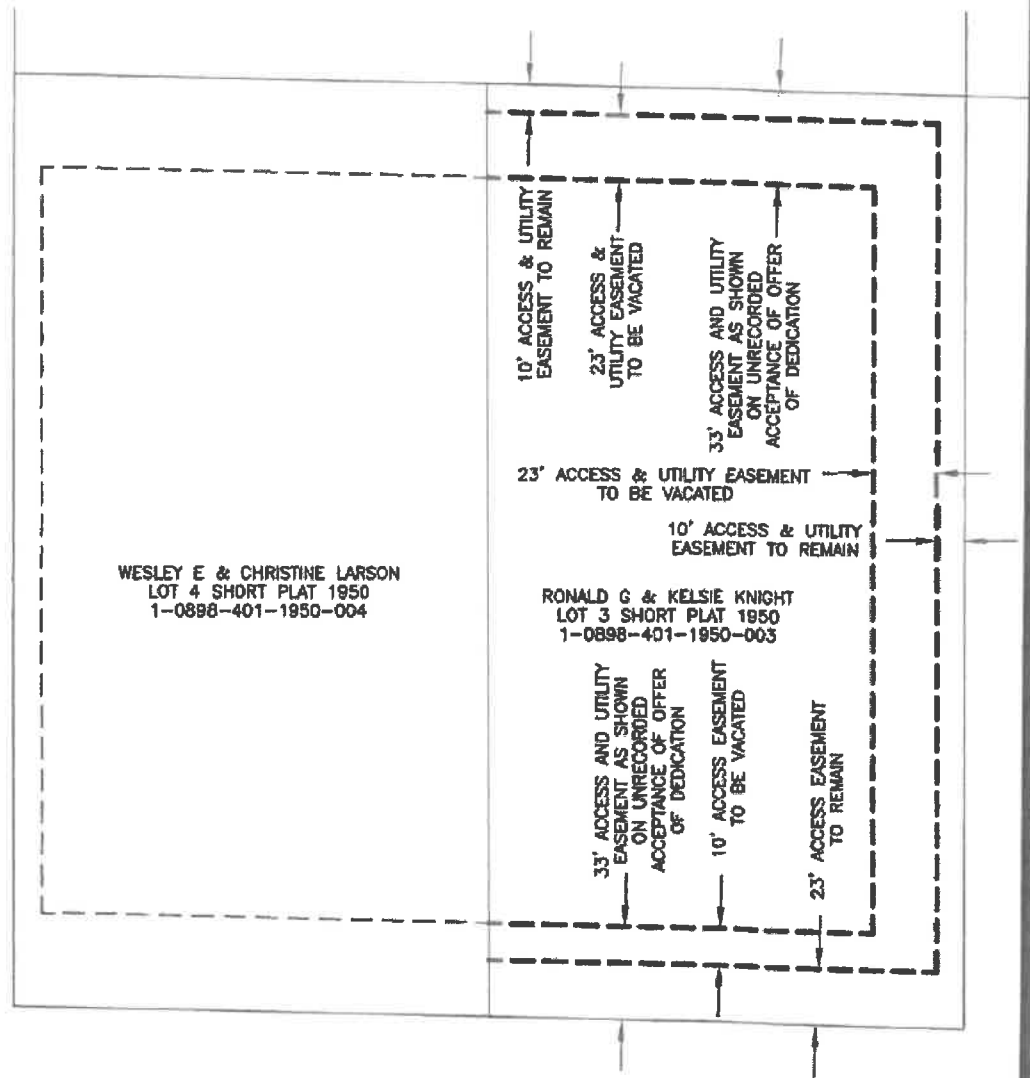 10' ACCESS & UTILITY
EASEMENT TO REMAIN
23' ACCESS &
UTILITY EASEMENT
TO BE VACATED
33' ACCESS AND UTILITY
EASEMENT AS SHOWN
ON UNRECORDED
ACCEPTANCE OF OFFER
OF DEDICATION
23' ACCESS & UTILITY EASEMENT
TO BE VACATED
10' ACCESS & UTILITY
EASEMENT TO REMAIN
WESLEY E & CHRISTINE LARSON
LOT 4 SHORT PLAT 1950
1-0898-401-1950-004
RONALD G & KELSIE KNIGHT
LOT 3 SHORT PLAT 1950
1-0898-401-1950-003
33' ACCESS AND UTILITY
EASEMENT AS SHOWN
ON UNRECORDED
ACCEPTANCE OF OFFER
OF DEDICATION
10' ACCESS EASEMENT
TO BE VACATED
23' ACCESS EASEMENT
TO REMAIN